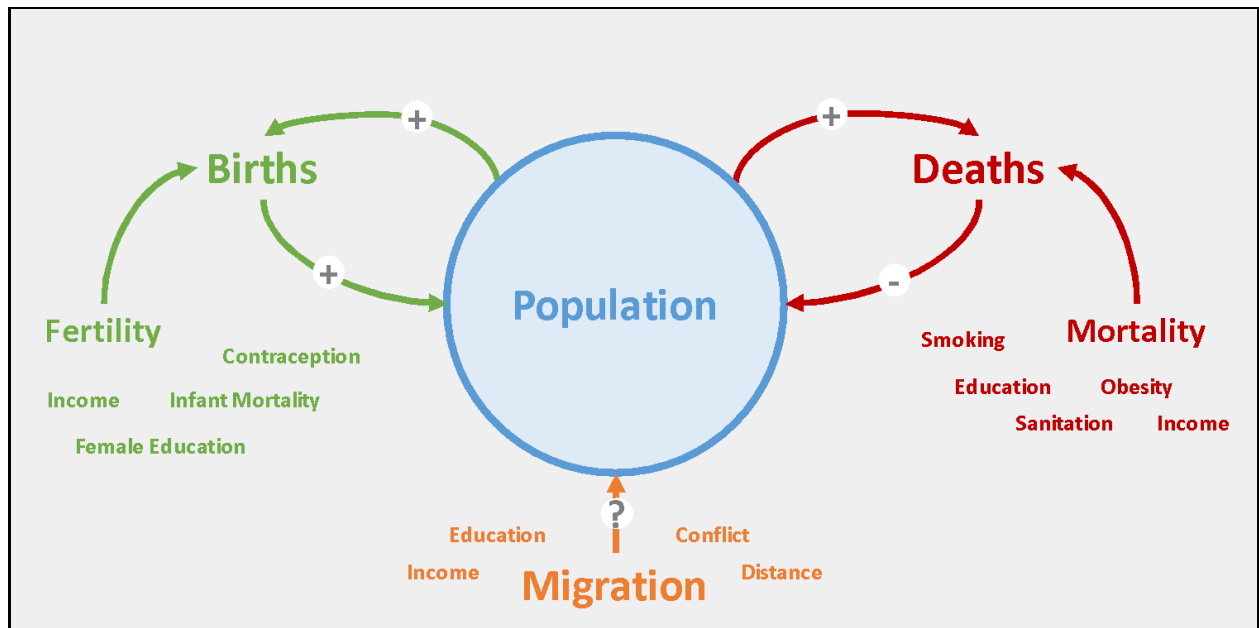 +
+
Births
Deaths
+
-
Population
Fertility
Mortality
Smoking
Contraception
Education
Obesity
Income
Infant Mortality
Sanitation
Income
Female Education
?
Education
Conflict
Income
Migration
Distance